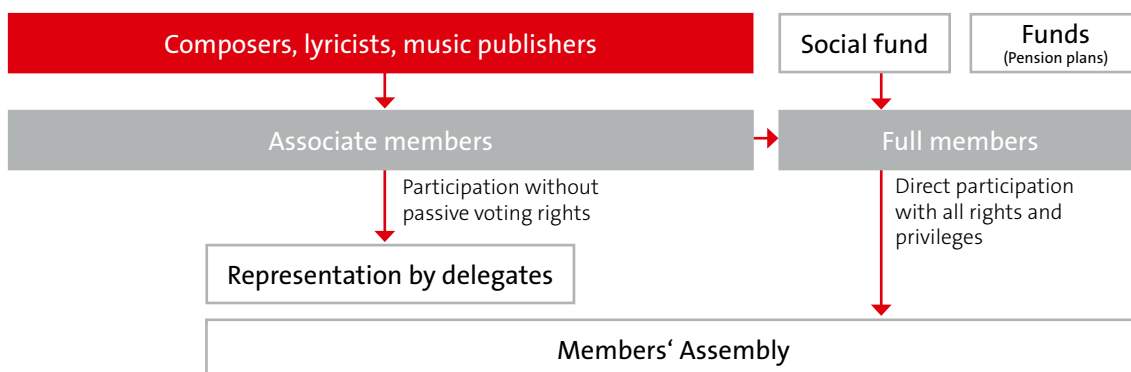 Composers, lyricists, music publishers
Social fund
Funds
(Pension plans)
Associate members
Full members
Participation without
passive voting rights
Direct participation
with all rights and
privileges
Representation by delegates
Members‘ Assembly